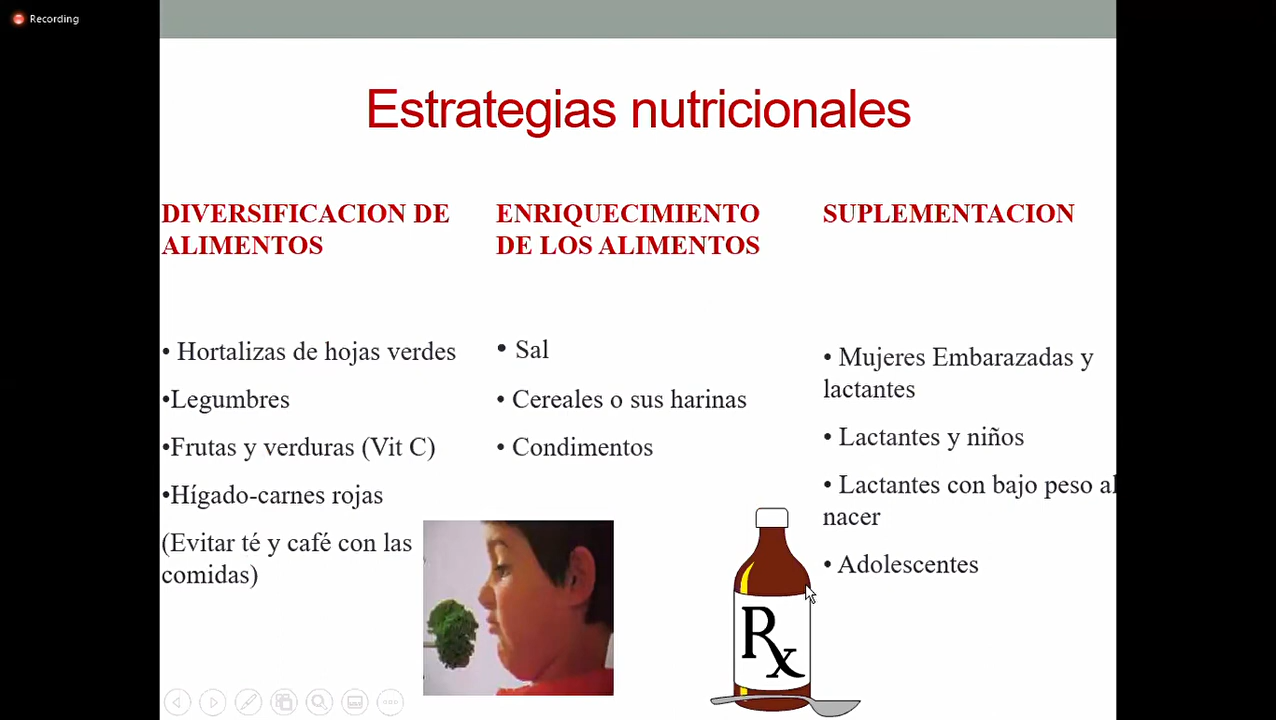 Recording
Estrategias nutricionales
DIVERSIFICACION DE
ALIMENTOS
• Hortalizas de hojas verdes
•Legumbres
•Frutas y verduras (Vit C)
•Hígado-carnes rojas
(Evitar té y café con las
comidas)
ENRIQUECIMIENTO
DE LOS ALIMENTOS
• Sal
• Cereales o sus harinas
• Condimentos
SUPLEMENTACION
• Mujeres Embarazadas y
lactantes
• Lactantes y niños
• Lactantes con bajo peso al
nacer
• Adolescentes
Rx